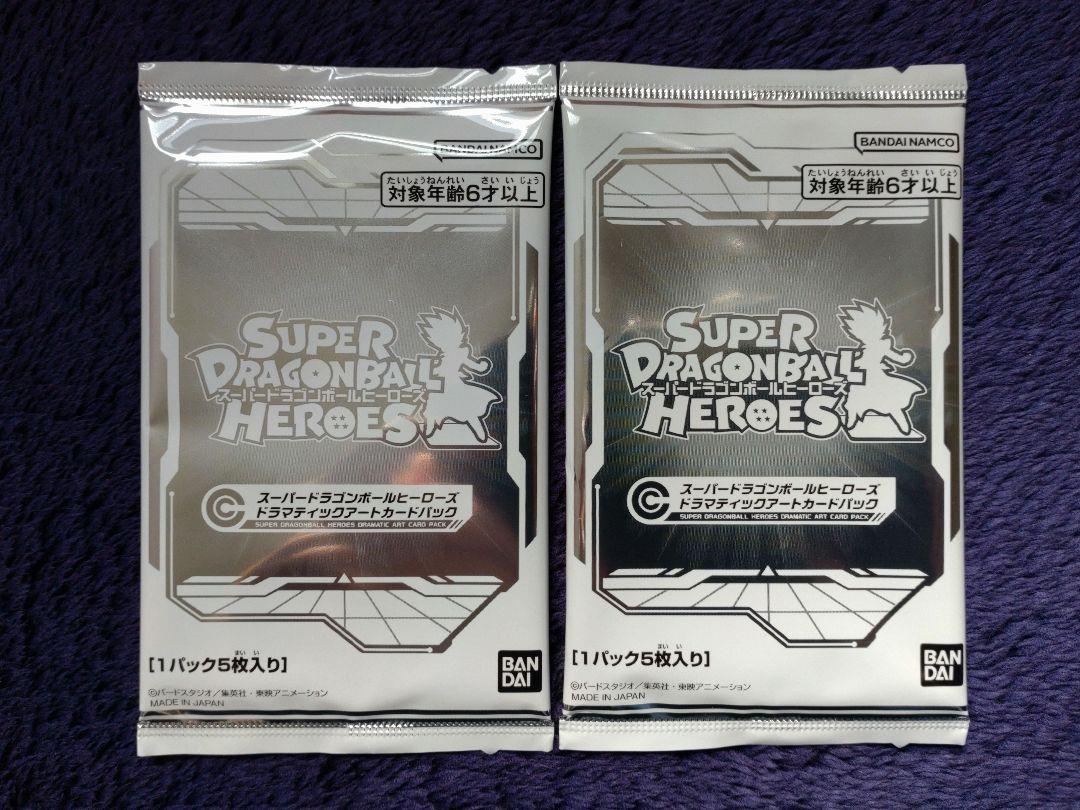 BANDAI NAMCO
たいしょうねんれい さい いじょう
対象年齢6才以上
SUPER
DRAGONBALL
スーパードラゴンボールヒーローズ
HEROES
スーパードラゴンボールヒーローズ
ドラマティックアートカードパック
SUPER DRAGONBALL HEROES DRAMATIC ART CARD PACK
まい い
[1パック5枚入り]
©バードスタジオ/集英社・東映アニメーション
MADE IN JAPAN
BAN
DAI
BANDAI NAMCO
たいしょうねんれい さい いじょう
対象年齢6才以上
SUPER
DRAGONBALL
スーパードラゴンボールヒーローズ
HEROES
スーパードラゴンボールヒーローズ
ドラマティックアートカードパック
SUPER DRAGONBALL HEROES DRAMATIC ART CARD PACK
まい い
[1パック5枚入り]
©バードスタジオ/集英社・東映アニメーション
MADE IN JAPAN
BAN
DAI